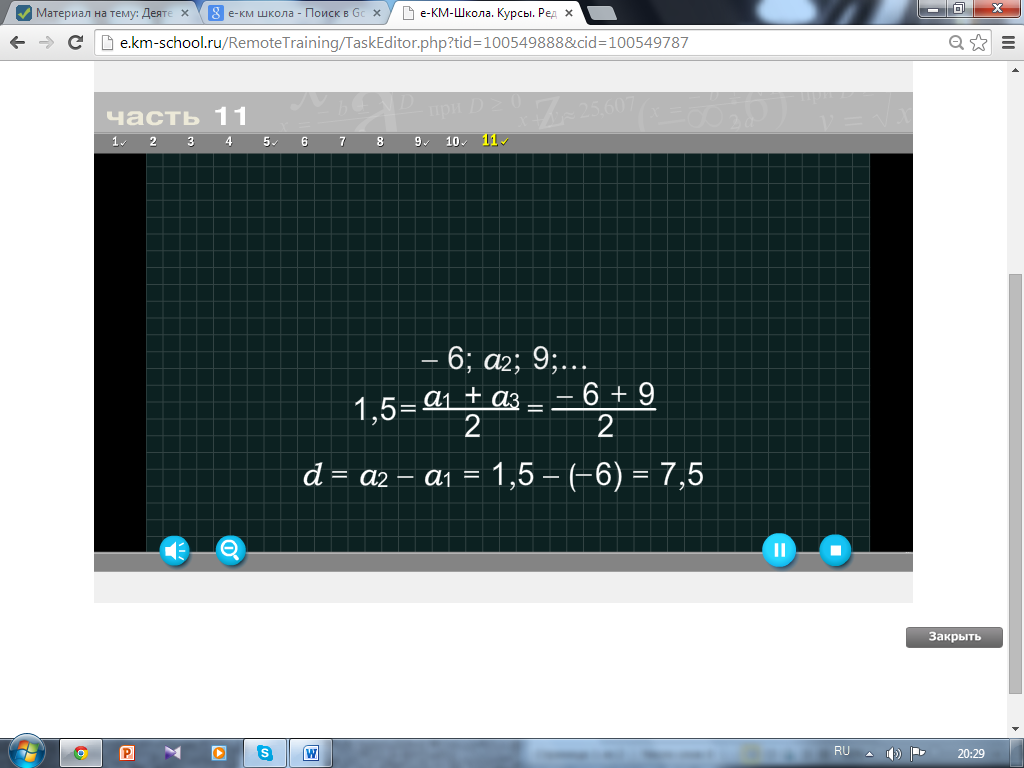 Материал на тему: Деяте
е-км школа - Поиск в Go
е-КМ-Школа. Курсы. Ред
e.km-school.ru/RemoteTraining/TaskEditor.php?tid=100549888&cid=100549787
часть 11
1 2 3 4 5 6 7 8 9 10 11
– 6; a2; 9;...
1,5 = a1 + a3 / 2 = – 6 + 9 / 2
d = a2 – a1 = 1,5 – (–6) = 7,5
Закрыть
RU 20:29